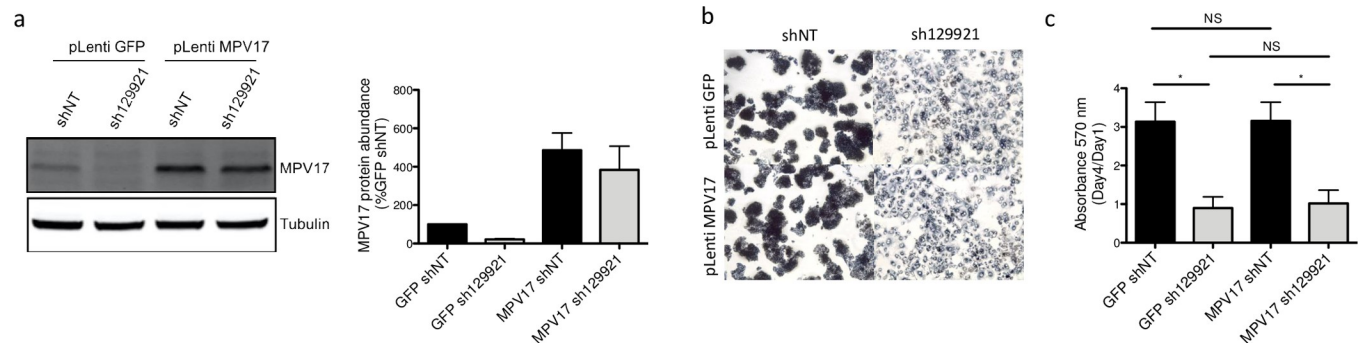 a
pLenti GFP pLenti MPV17
shNT sh129921 shNT sh129921
MPV17
Tubulin
MPV17 protein abundance
(%GFP shNT)
800
600
400
200
0
GFP shNT
GFP sh129921
MPV17 shNT
MPV17 sh129921
b
shNT sh129921
pLenti GFP
pLenti MPV17
c
NS
NS
* *
Absorbance 570 nm
(Day4/Day1)
4
3
2
1
0
GFP shNT
GFP sh129921
MPV17 shNT
MPV17 sh129921